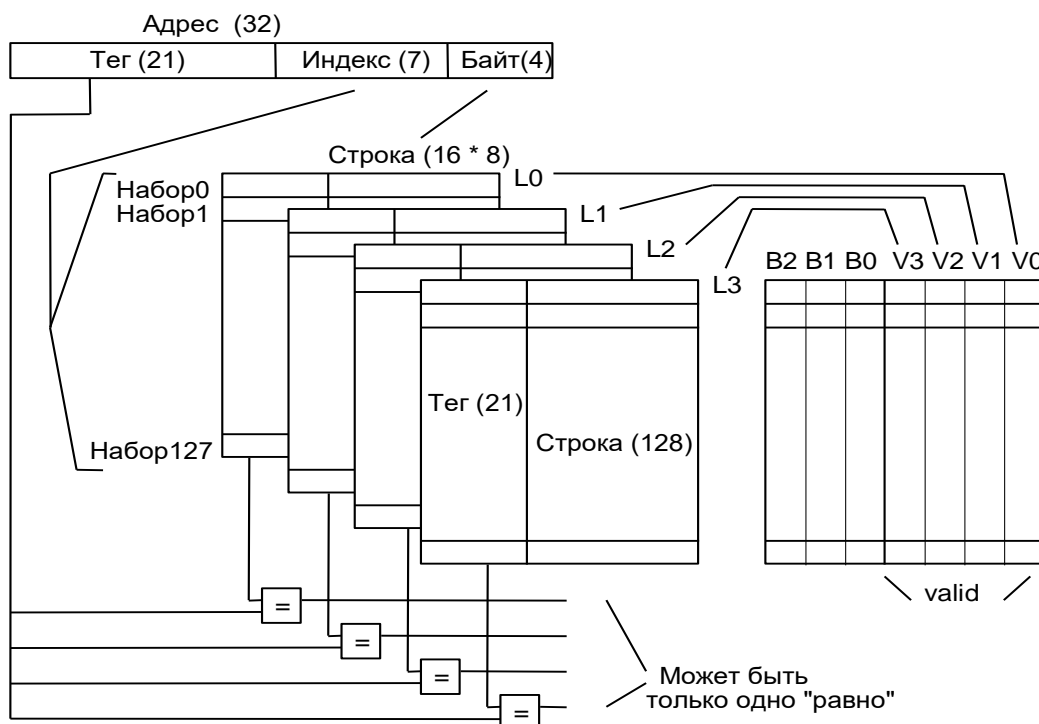 Адрес (32)
Тег (21) Индекс (7) Байт(4)
Строка (16 * 8)
Набор0
Набор1
Набор127
L0
L1
L2
L3
Тег (21)
Строка (128)
B2 B1 B0 V3 V2 V1 V0
valid
=
=
=
=
Может быть
только одно "равно"